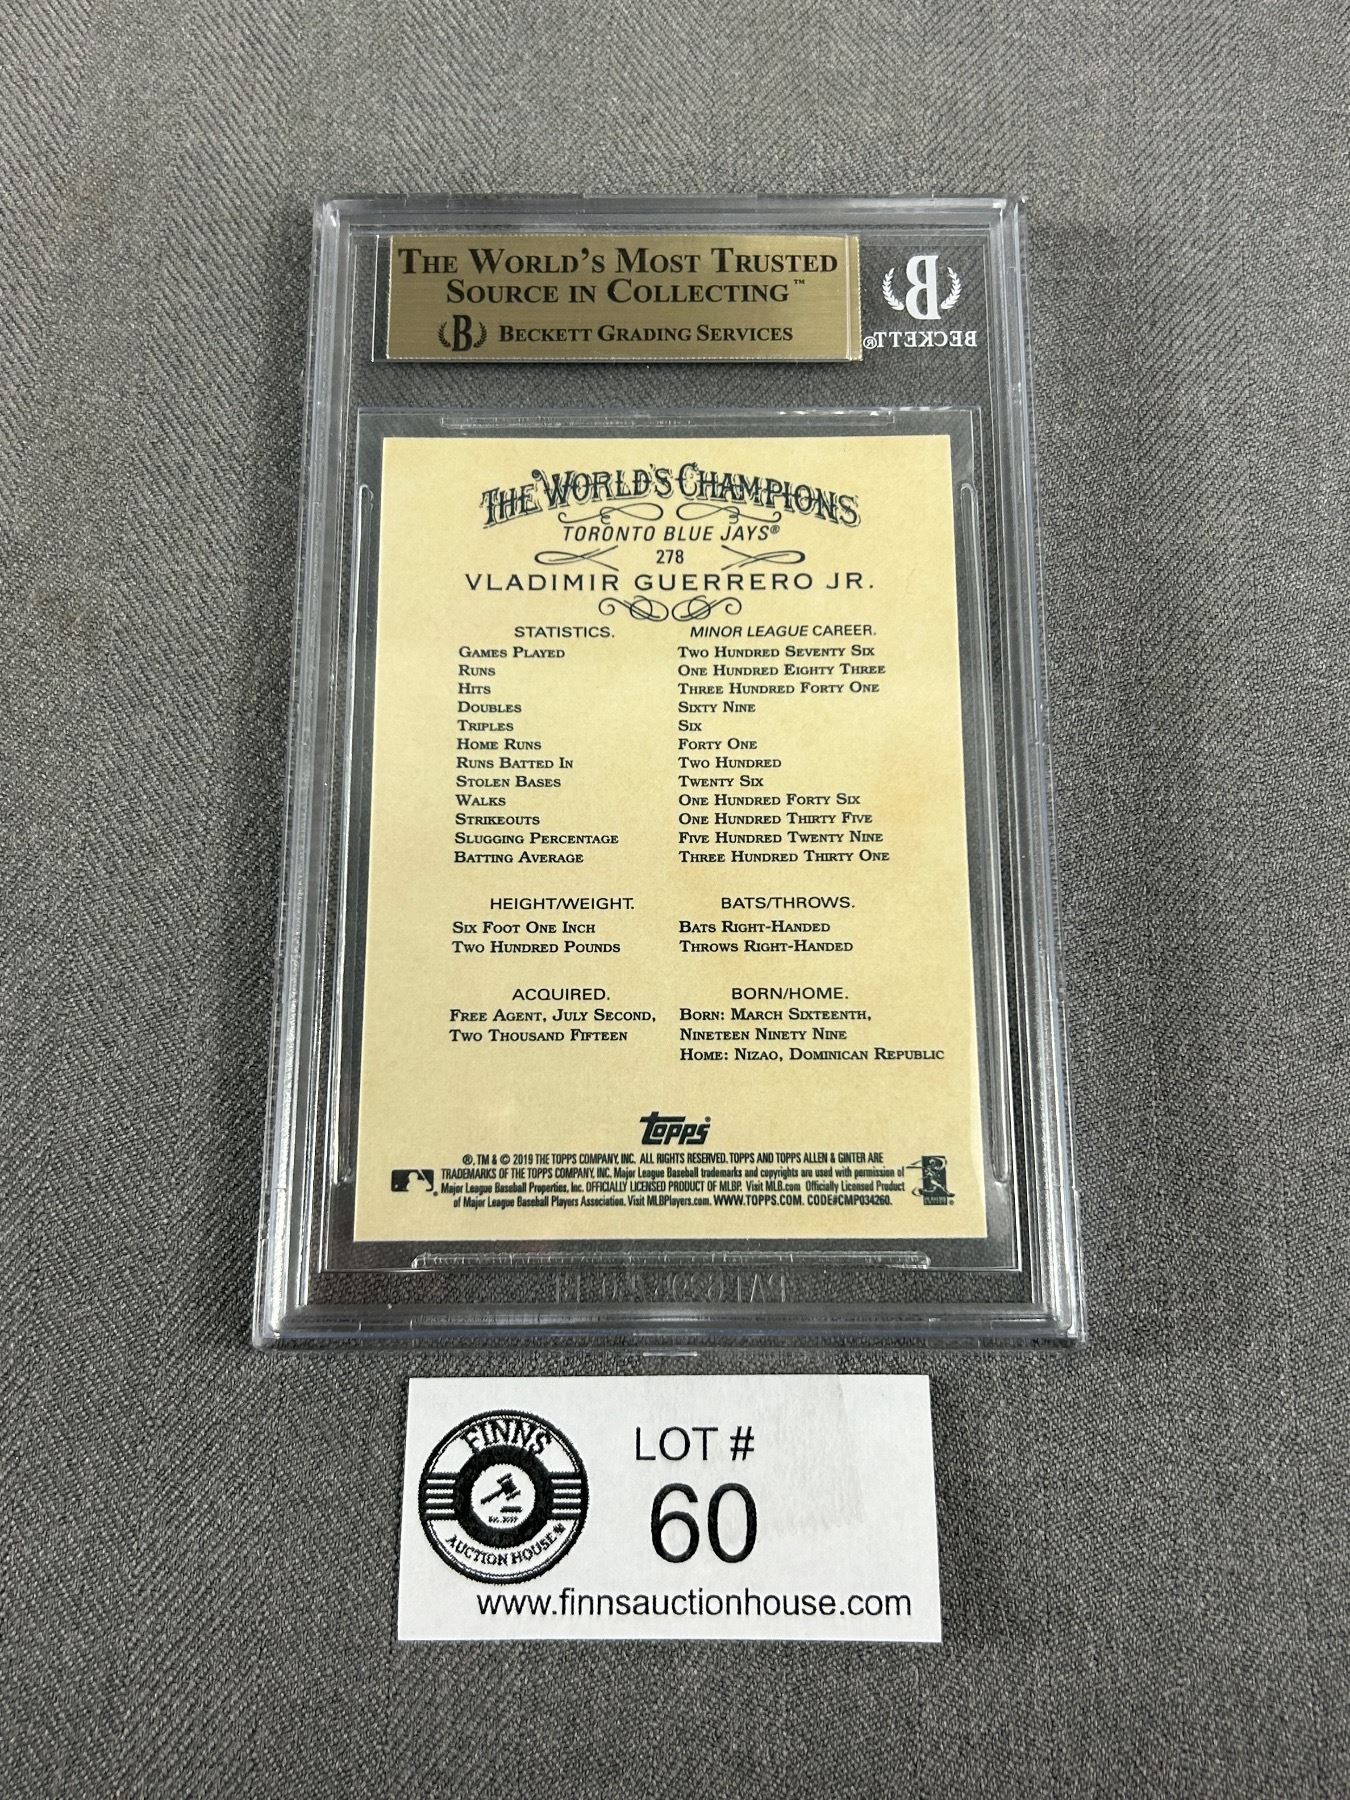 THE WORLD'S MOST TRUSTED
SOURCE IN COLLECTING™
B BECKETT GRADING SERVICES
B
BECKETT®
THE WORLD'S CHAMPIONS
TORONTO BLUE JAYS®
278
VLADIMIR GUERRERO JR.
STATISTICS. MINOR LEAGUE CAREER.
GAMES PLAYED TWO HUNDRED SEVENTY SIX
RUNS ONE HUNDRED EIGHTY THREE
HITS THREE HUNDRED FORTY ONE
DOUBLES SIXTY NINE
TRIPLES SIX
HOME RUNS FORTY ONE
RUNS BATTED IN TWO HUNDRED
STOLEN BASES TWENTY SIX
WALKS ONE HUNDRED FORTY SIX
STRIKEOUTS ONE HUNDRED THIRTY FIVE
SLUGGING PERCENTAGE FIVE HUNDRED TWENTY NINE
BATTING AVERAGE THREE HUNDRED THIRTY ONE
HEIGHT/WEIGHT. BATS/THROWS.
SIX FOOT ONE INCH BATS RIGHT-HANDED
TWO HUNDRED POUNDS THROWS RIGHT-HANDED
ACQUIRED. BORN/HOME.
FREE AGENT, JULY SECOND, BORN: MARCH SIXTEENTH,
TWO THOUSAND FIFTEEN NINETEEN NINETY NINE
HOME: NIZAO, DOMINICAN REPUBLIC
Topps®
®, TM & © 2019 THE TOPPS COMPANY, INC. ALL RIGHTS RESERVED. TOPPS AND TOPPS ALLEN & GINTER ARE
TRADEMARKS OF THE TOPPS COMPANY, INC. Major League Baseball trademarks and copyrights are used with permission of
Major League Baseball Properties, Inc. OFFICIALLY LICENSED PRODUCT OF MLBP. Visit MLB.com Officially Licensed Product
of Major League Baseball Players Association. Visit MLBPlayers.com. WWW.TOPPS.COM. CODE#CMP034260.
FINNS
AUCTION HOUSE
LOT #
60
www.finnsauctionhouse.com